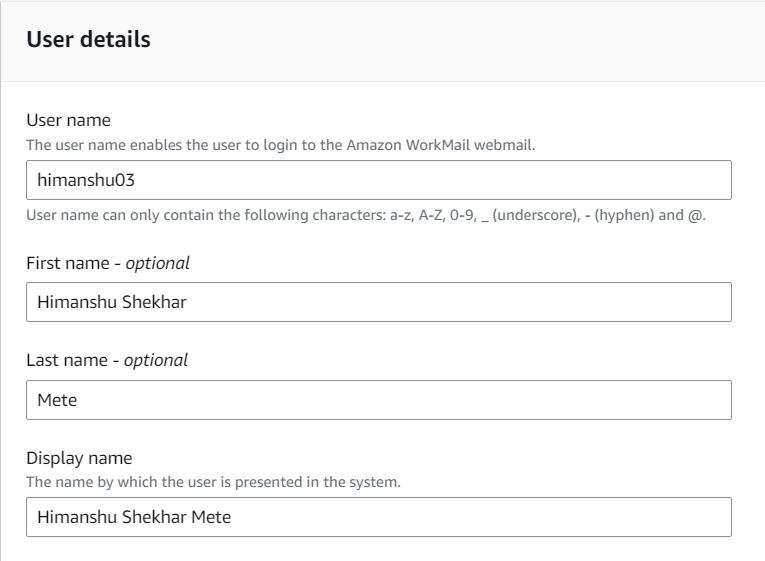 User details
User name
The user name enables the user to login to the Amazon WorkMail webmail.
himanshu03
User name can only contain the following characters: a-z, A-Z, 0-9, _ (underscore), - (hyphen) and @.
First name - optional
Himanshu Shekhar
Last name - optional
Mete
Display name
The name by which the user is presented in the system.
Himanshu Shekhar Mete